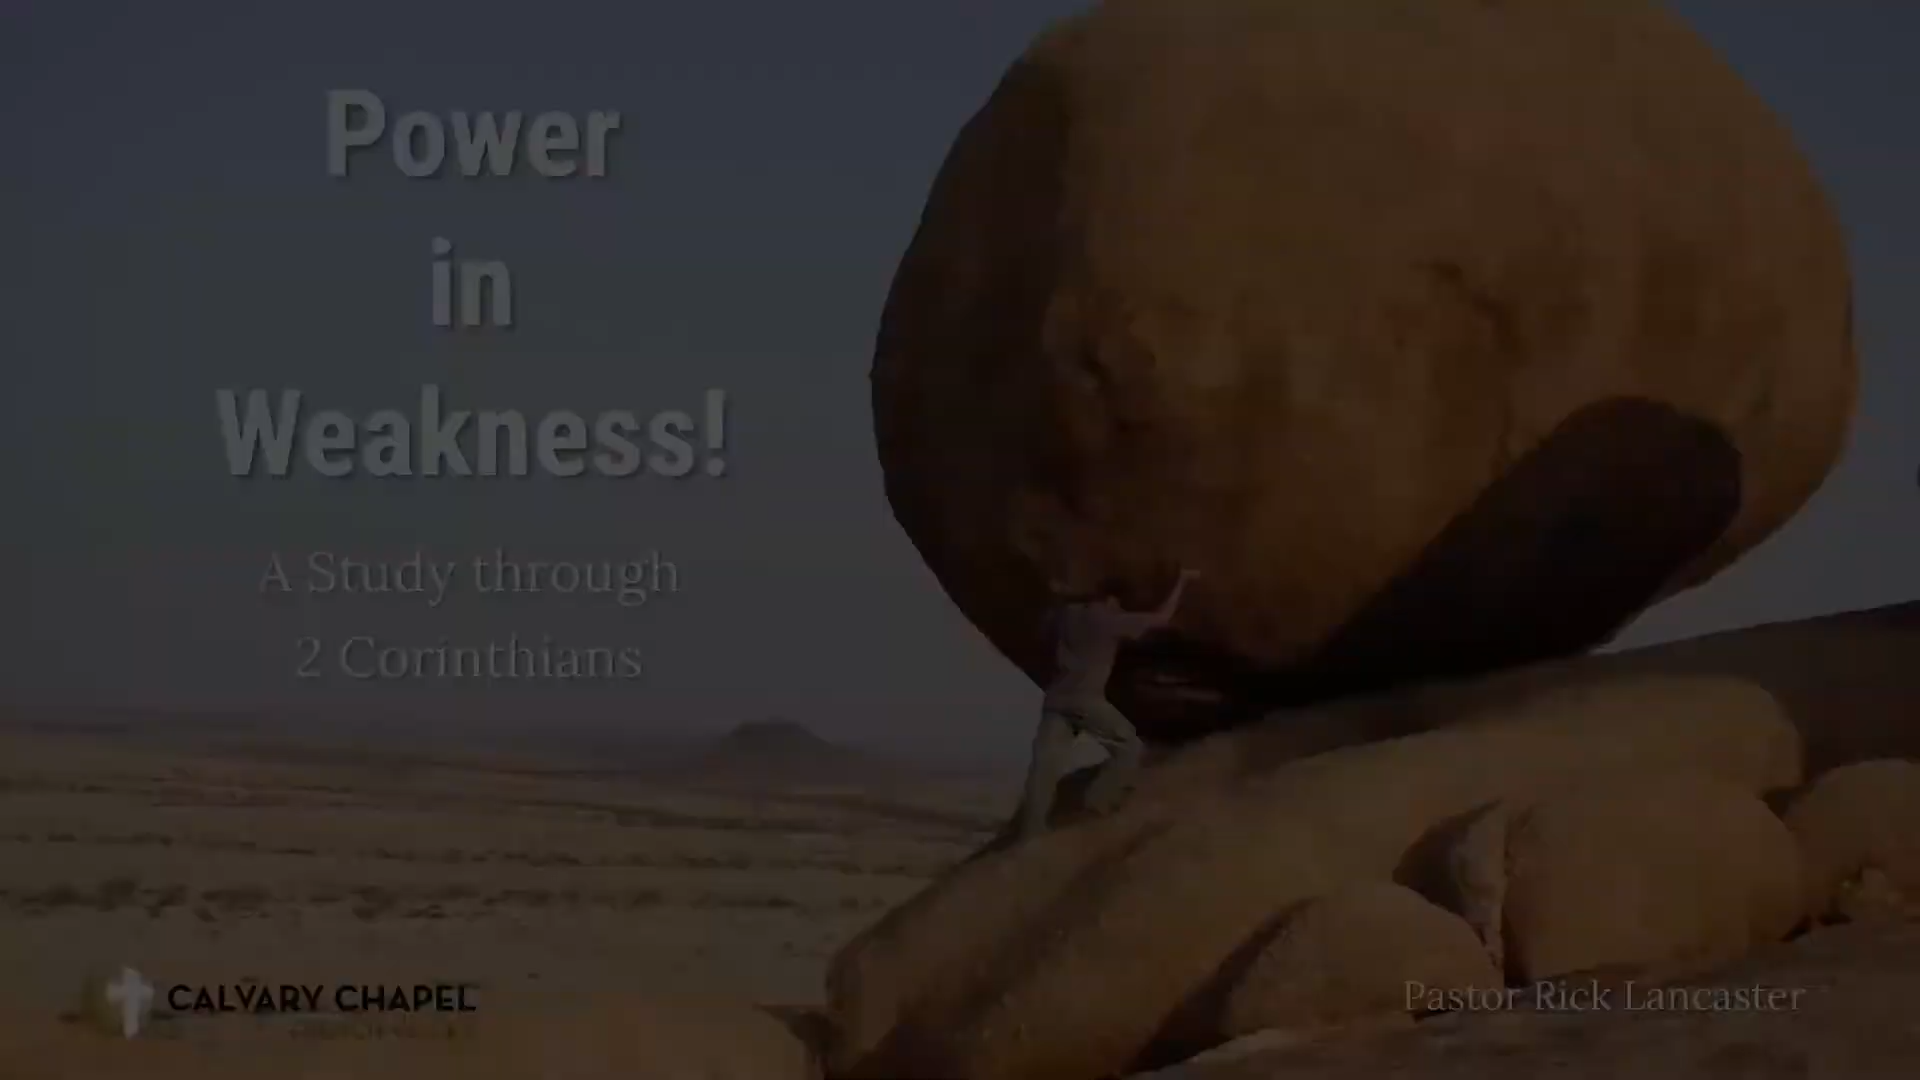 Power
in
Weakness!
A Study through
2 Corinthians
CALVARY CHAPEL
Pastor Rick Lancaster